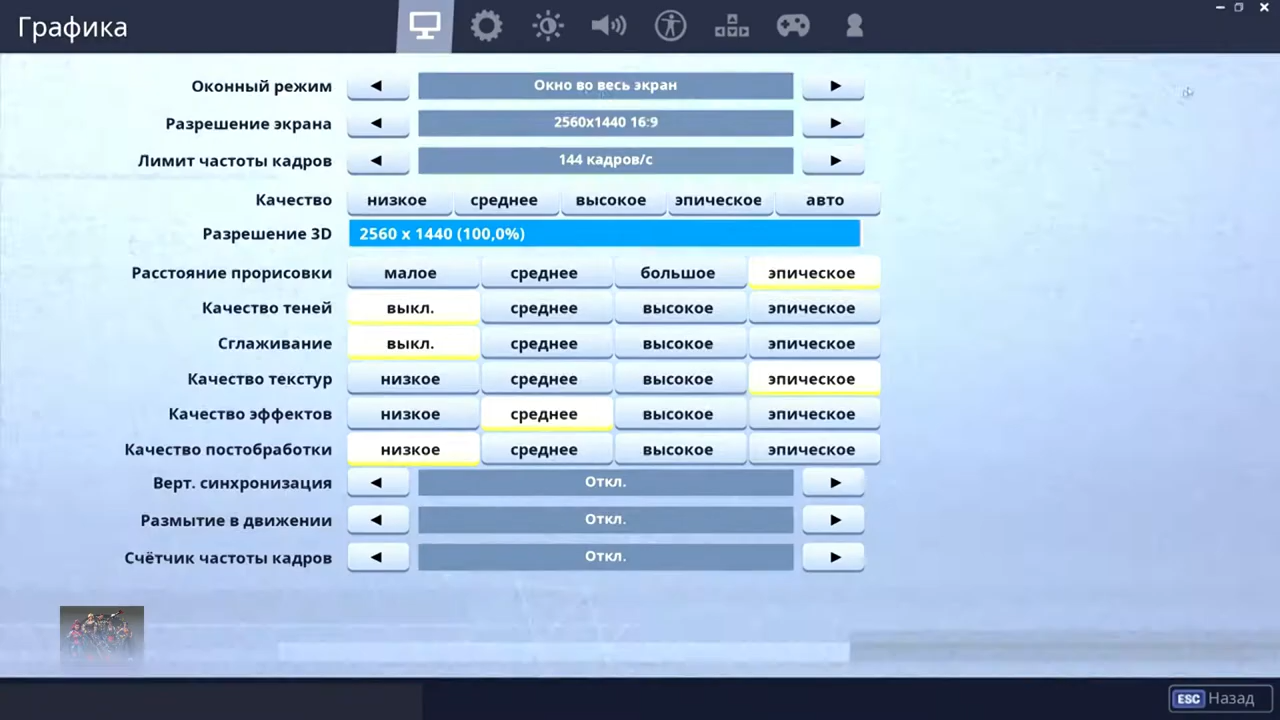 Графика
Оконный режим ◄ Окно во весь экран ►
Разрешение экрана ◄ 2560x1440 16:9 ►
Лимит частоты кадров ◄ 144 кадров/с ►
Качество низкое среднее высокое эпическое авто
Разрешение 3D 2560 x 1440 (100,0%)
Расстояние прорисовки малое среднее большое эпическое
Качество теней выкл. среднее высокое эпическое
Сглаживание выкл. среднее высокое эпическое
Качество текстур низкое среднее высокое эпическое
Качество эффектов низкое среднее высокое эпическое
Качество постобработки низкое среднее высокое эпическое
Верт. синхронизация ◄ Откл. ►
Размытие в движении ◄ Откл. ►
Счётчик частоты кадров ◄ Откл. ►
ESC Назад